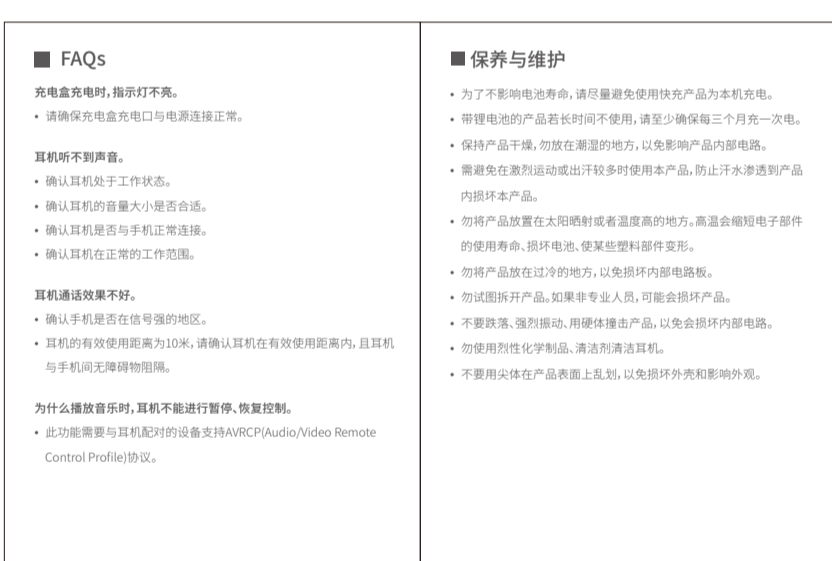 FAQs
充电盒充电时，指示灯不亮。
• 请确保充电盒充电口与电源连接正常。
耳机听不到声音。
• 确认耳机处于工作状态。
• 确认耳机的音量大小是否合适。
• 确认耳机是否与手机正常连接。
• 确认耳机在正常的工作范围。
耳机通话效果不好。
• 确认手机是否在信号强的地区。
• 耳机的有效使用距离为10米，请确认耳机在有效使用距离内，且耳机
与手机间无障碍物阻隔。
为什么播放音乐时，耳机不能进行暂停、恢复控制。
• 此功能需要与耳机配对的设备支持AVRCP(Audio/Video Remote
Control Profile)协议。
保养与维护
• 为了不影响电池寿命，请尽量避免使用快充产品为本机充电。
• 带锂电池的产品若长时间不使用，请至少确保每三个月充一次电。
• 保持产品干燥，勿放在潮湿的地方，以免影响产品内部电路。
• 需避免在激烈运动或出汗较多时使用本产品，防止汗水渗透到产品
内损坏本产品。
• 勿将产品放置在太阳晒射或者温度高的地方。高温会缩短电子部件
的使用寿命、损坏电池、使某些塑料部件变形。
• 勿将产品放在过冷的地方，以免损坏内部电路板。
• 勿试图拆开产品。如果非专业人员，可能会损坏产品。
• 不要跌落、强烈振动、用硬体撞击产品，以免会损坏内部电路。
• 勿使用烈性化学制品、清洁剂清洁耳机。
• 不要用尖体在产品表面上乱划，以免损坏外壳和影响外观。